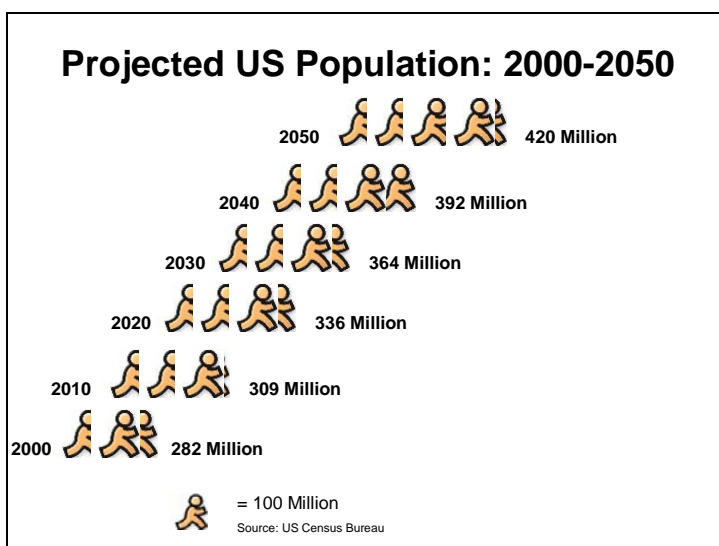 Projected US Population: 2000-2050
2050 420 Million
2040 392 Million
2030 364 Million
2020 336 Million
2010 309 Million
2000 282 Million
= 100 Million
Source: US Census Bureau